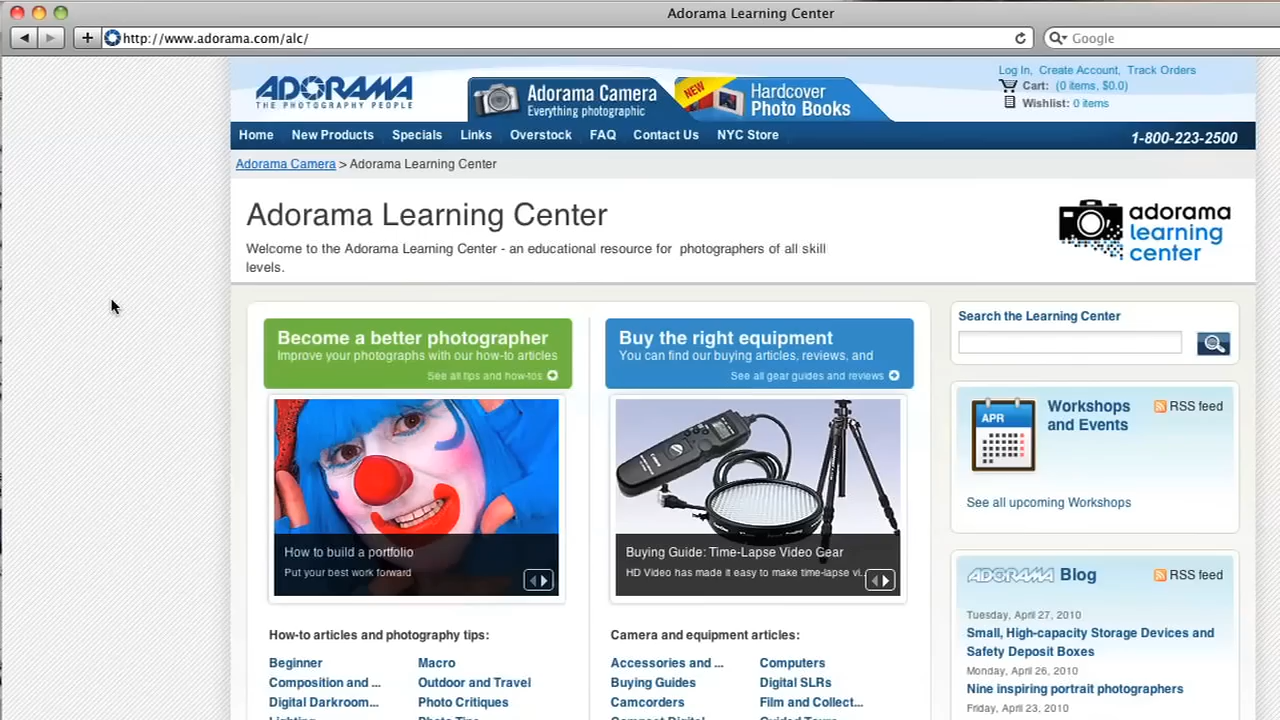 Adorama Learning Center
http://www.adorama.com/alc/
Google
ADORAMA
THE PHOTOGRAPHY PEOPLE
Adorama Camera
Everything photographic
NEW
Hardcover
Photo Books
Log In, Create Account, Track Orders
Cart: (0 items, $0.0)
Wishlist: 0 items
Home New Products Specials Links Overstock FAQ Contact Us NYC Store
1-800-223-2500
Adorama Camera > Adorama Learning Center
Adorama Learning Center
Welcome to the Adorama Learning Center - an educational resource for photographers of all skill
levels.
adorama
learning
center
Become a better photographer
Improve your photographs with our how-to articles
See all tips and how-tos
Buy the right equipment
You can find our buying articles, reviews, and
See all gear guides and reviews
How to build a portfolio
Put your best work forward
Buying Guide: Time-Lapse Video Gear
HD Video has made it easy to make time-lapse vi...
Search the Learning Center
APR
Workshops
and Events
RSS feed
See all upcoming Workshops
ADORAMA Blog
RSS feed
Tuesday, April 27, 2010
Small, High-capacity Storage Devices and
Safety Deposit Boxes
Monday, April 26, 2010
Nine inspiring portrait photographers
Friday, April 23, 2010
How-to articles and photography tips:
Beginner Macro
Composition and ... Outdoor and Travel
Digital Darkroom... Photo Critiques
Camera and equipment articles:
Accessories and ... Computers
Buying Guides Digital SLRs
Camcorders Film and Collect...